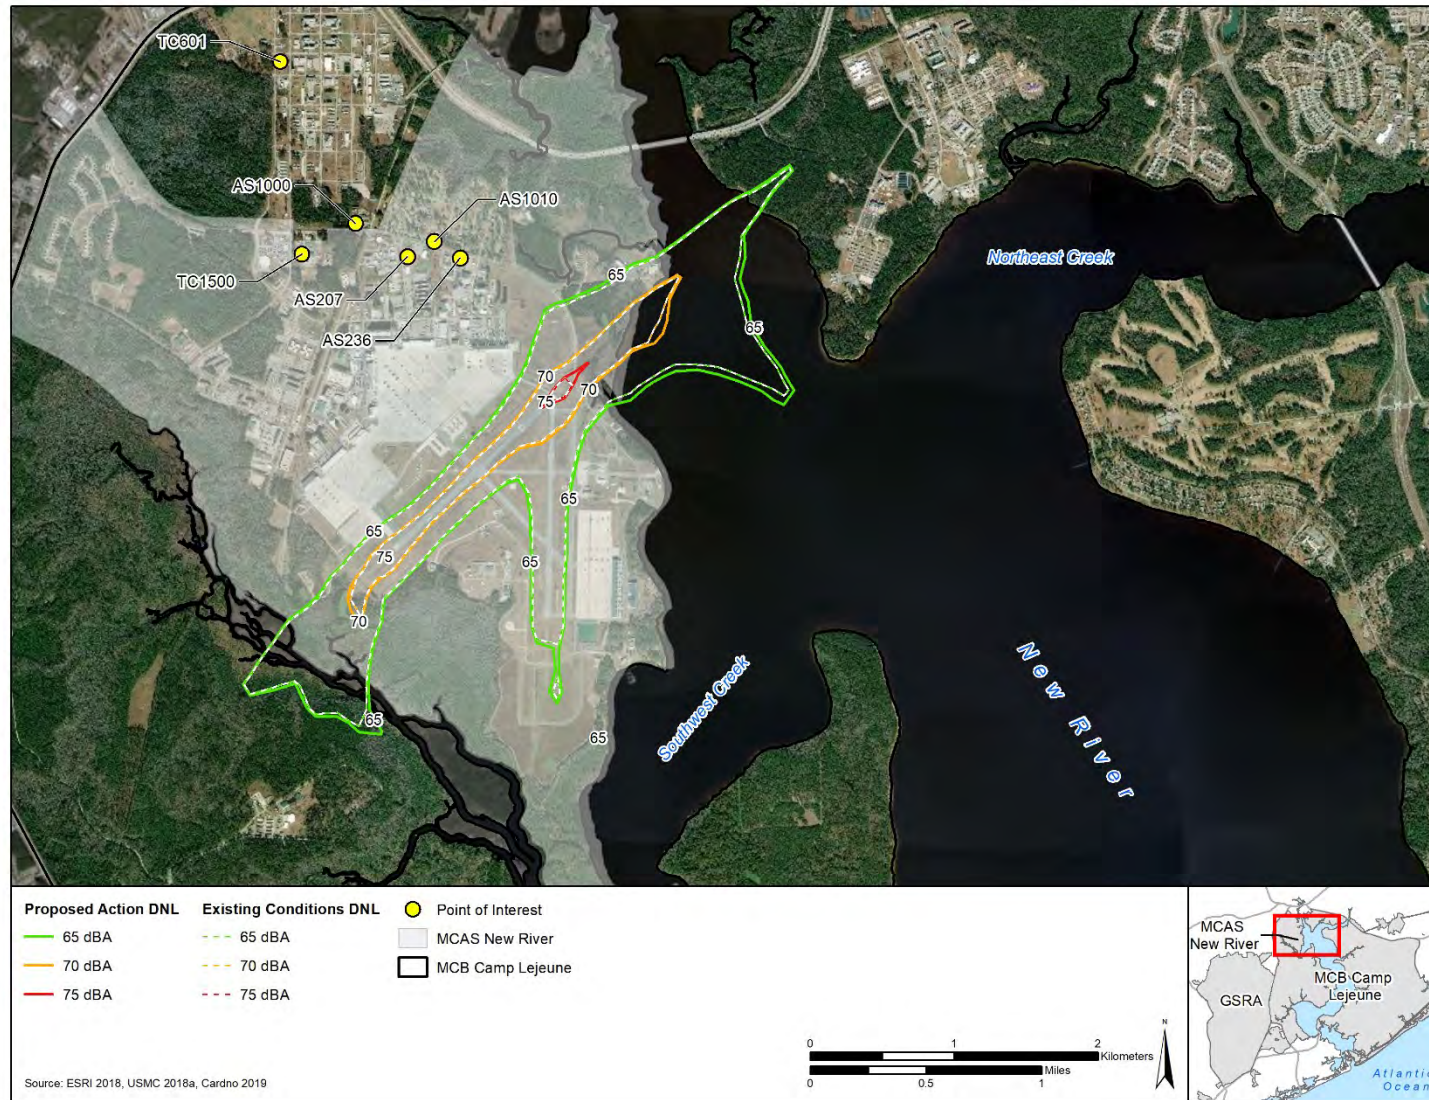 TC601
AS1000
AS1010
TC1500
AS207
AS236
65
65
70
70
75
65
65
75
65
70
65
65
Northeast Creek
Southwest Creek
New River
Proposed Action DNL
65 dBA
70 dBA
75 dBA
Existing Conditions DNL
65 dBA
70 dBA
75 dBA
Point of Interest
MCAS New River
MCB Camp Lejeune
0 1 2
Kilometers
0 0.5 1
Miles
N
Source: ESRI 2018, USMC 2018a, Cardno 2019
MCAS
New River
MCB Camp
Lejeune
GSRA
Atlantic
Ocean